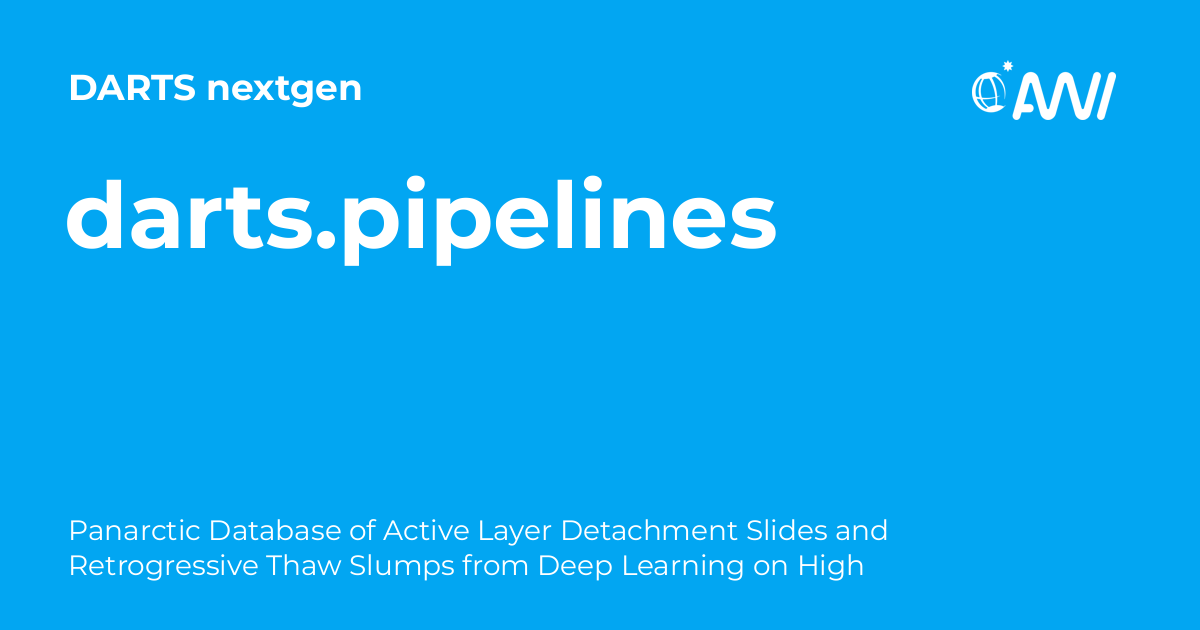 DARTS nextgen
AWI
darts.pipelines
Panarctic Database of Active Layer Detachment Slides and
Retrogressive Thaw Slumps from Deep Learning on High